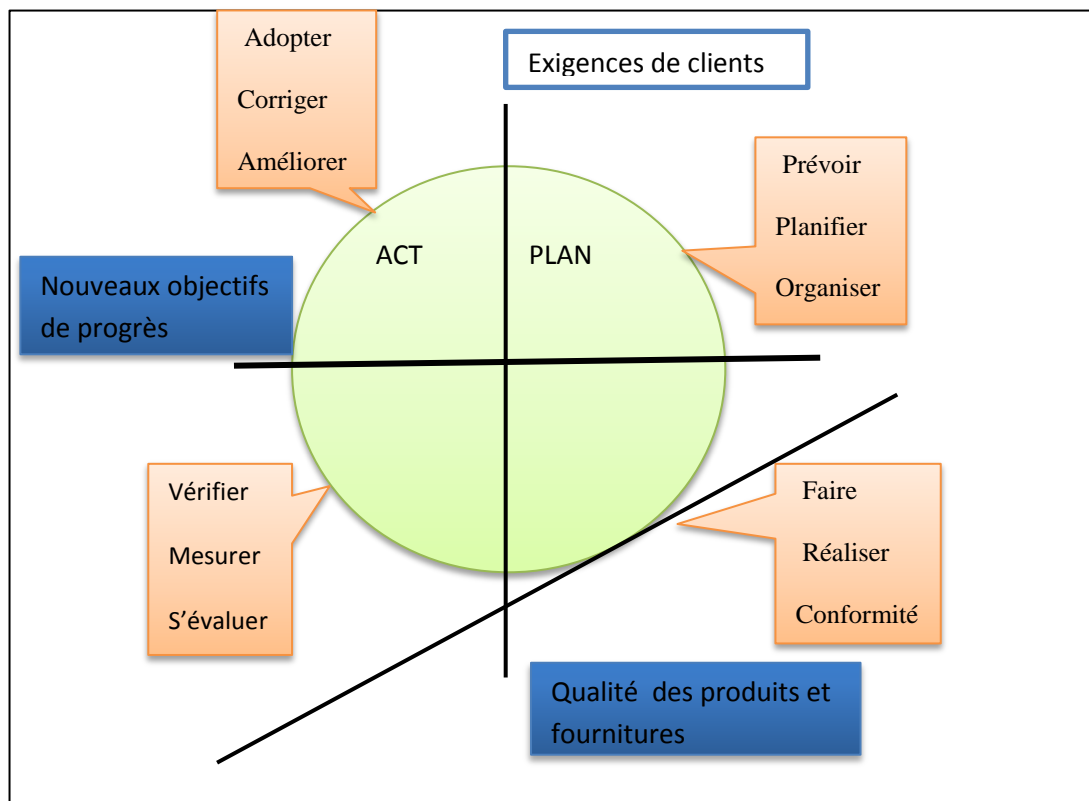 Adopter
Corriger
Améliorer
Exigences de clients
Prévoir
Planifier
Organiser
ACT
PLAN
Nouveaux objectifs
de progrès
Vérifier
Mesurer
S’évaluer
Faire
Réaliser
Conformité
Qualité des produits et
fournitures